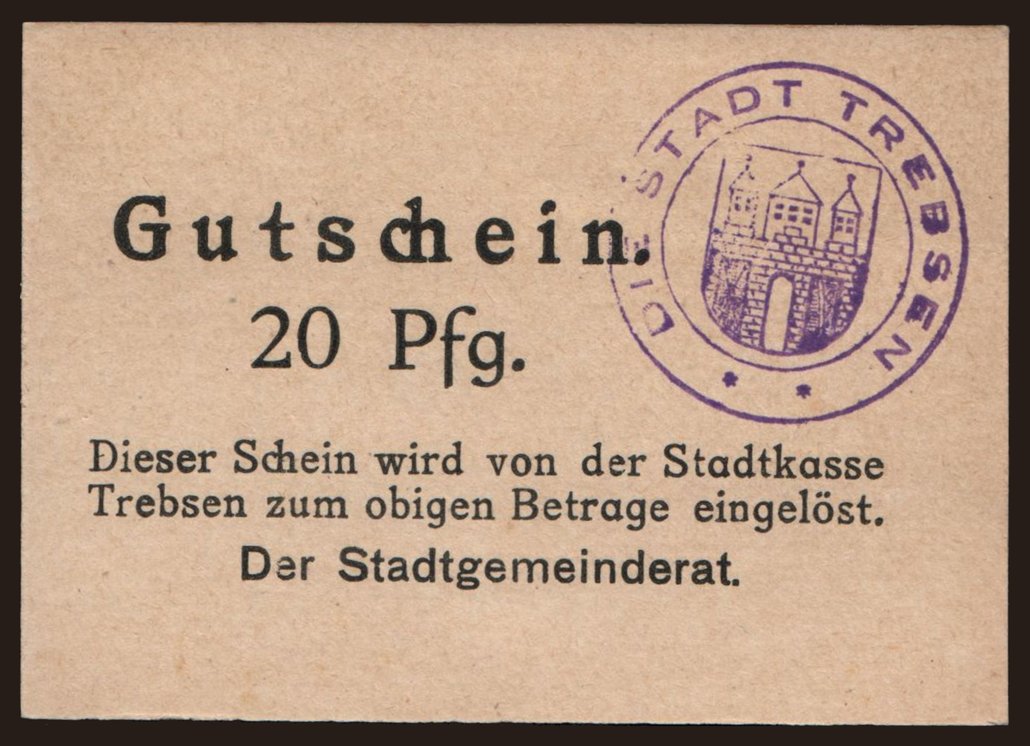 DIE STADT TREBSEN
Gutschein.
20 Pfg.
Dieser Schein wird von der Stadtkasse
Trebsen zum obigen Betrage eingelöst.
Der Stadtgemeinderat.